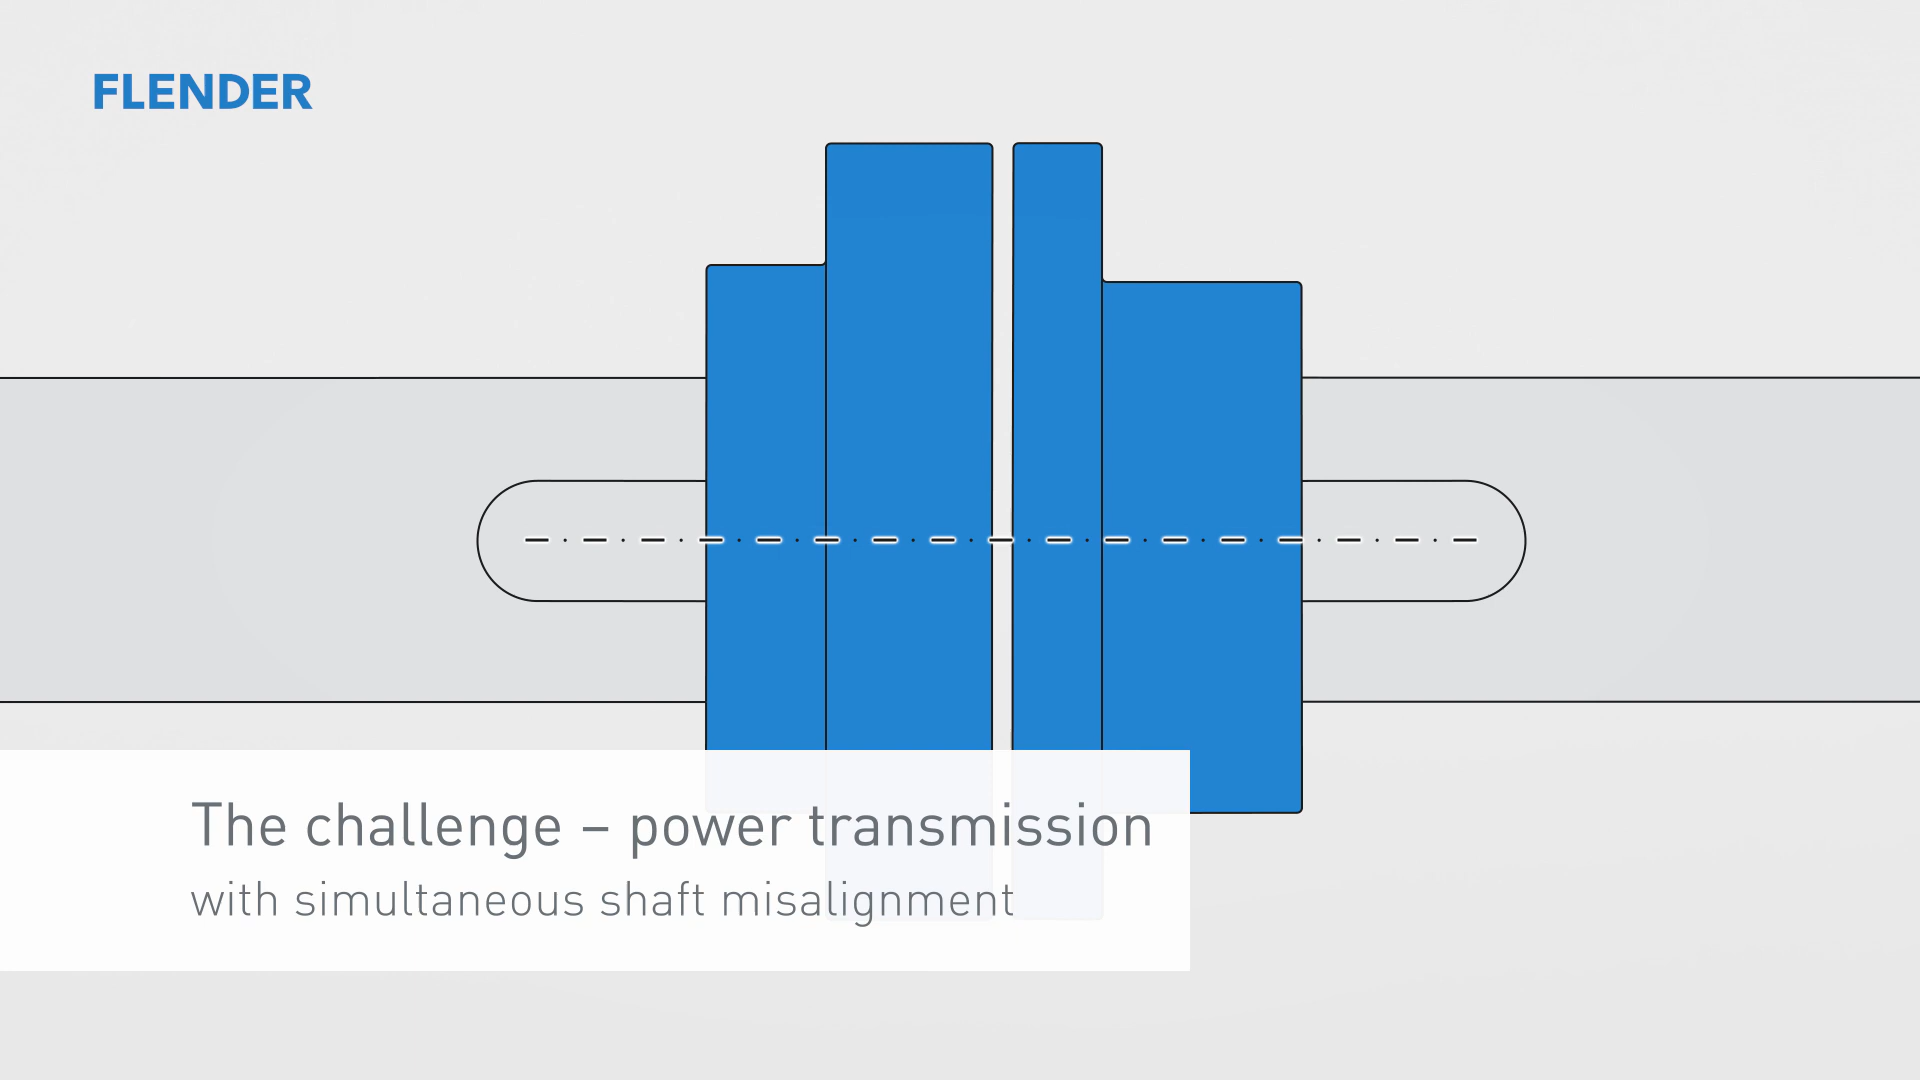 FLENDER
The challenge – power transmission
with simultaneous shaft misalignment